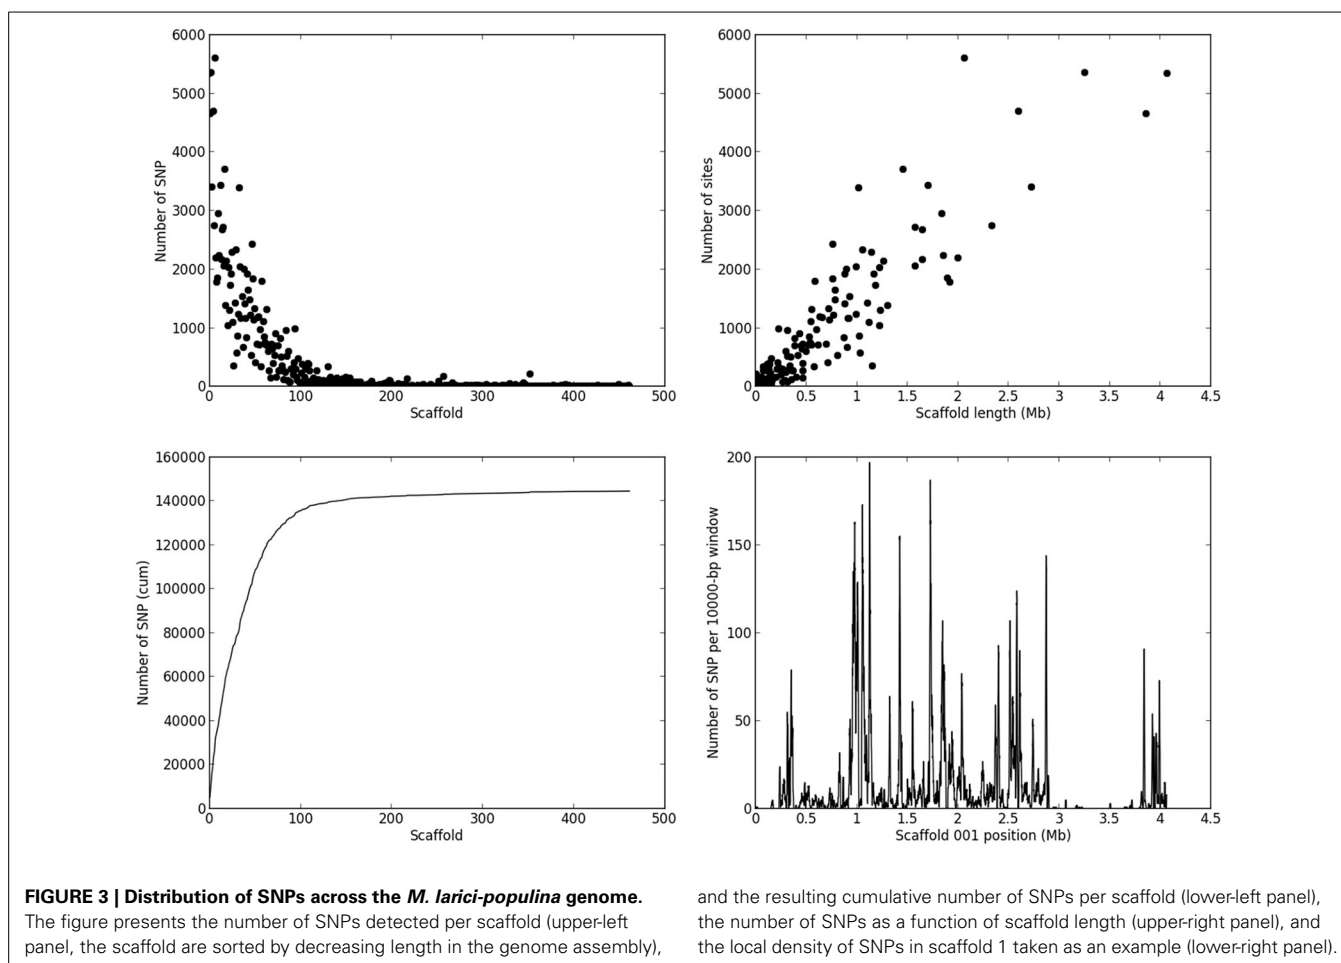 6000
5000
4000
3000
2000
1000
0
Number of SNP
0 100 200 300 400 500
Scaffold
6000
5000
4000
3000
2000
1000
0
Number of sites
0 0.5 1 1.5 2 2.5 3 3.5 4 4.5
Scaffold length (Mb)
160000
140000
120000
100000
80000
60000
40000
20000
0
Number of SNP (cum)
0 100 200 300 400 500
Scaffold
200
150
100
50
0
Number of SNP per 10000-bp window
0 0.5 1 1.5 2 2.5 3 3.5 4 4.5
Scaffold 001 position (Mb)
FIGURE 3 | Distribution of SNPs across the M. larici-populina genome.
The figure presents the number of SNPs detected per scaffold (upper-left
panel, the scaffold are sorted by decreasing length in the genome assembly),
and the resulting cumulative number of SNPs per scaffold (lower-left panel),
the number of SNPs as a function of scaffold length (upper-right panel), and
the local density of SNPs in scaffold 1 taken as an example (lower-right panel).